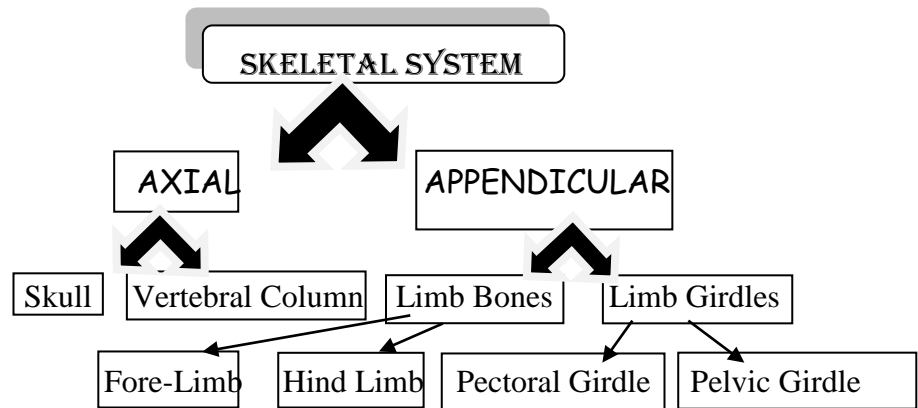 SKELETAL SYSTEM
AXIAL APPENDICULAR
Skull Vertebral Column Limb Bones Limb Girdles
Fore-Limb Hind Limb Pectoral Girdle Pelvic Girdle